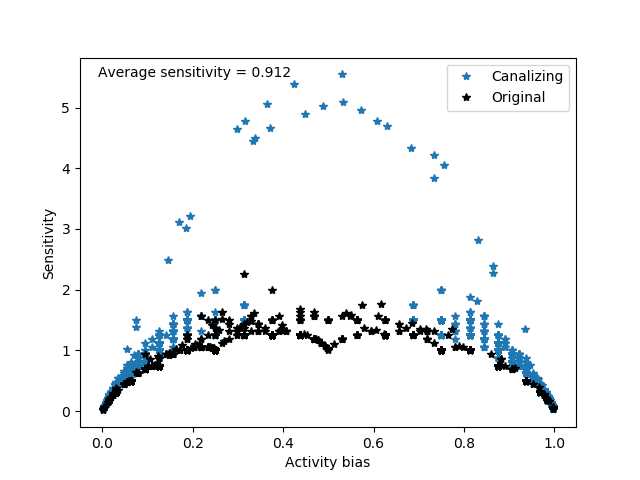 Average sensitivity = 0.912
Canalizing
Original
5
4
3
2
1
0
Sensitivity
0.0 0.2 0.4 0.6 0.8 1.0
Activity bias